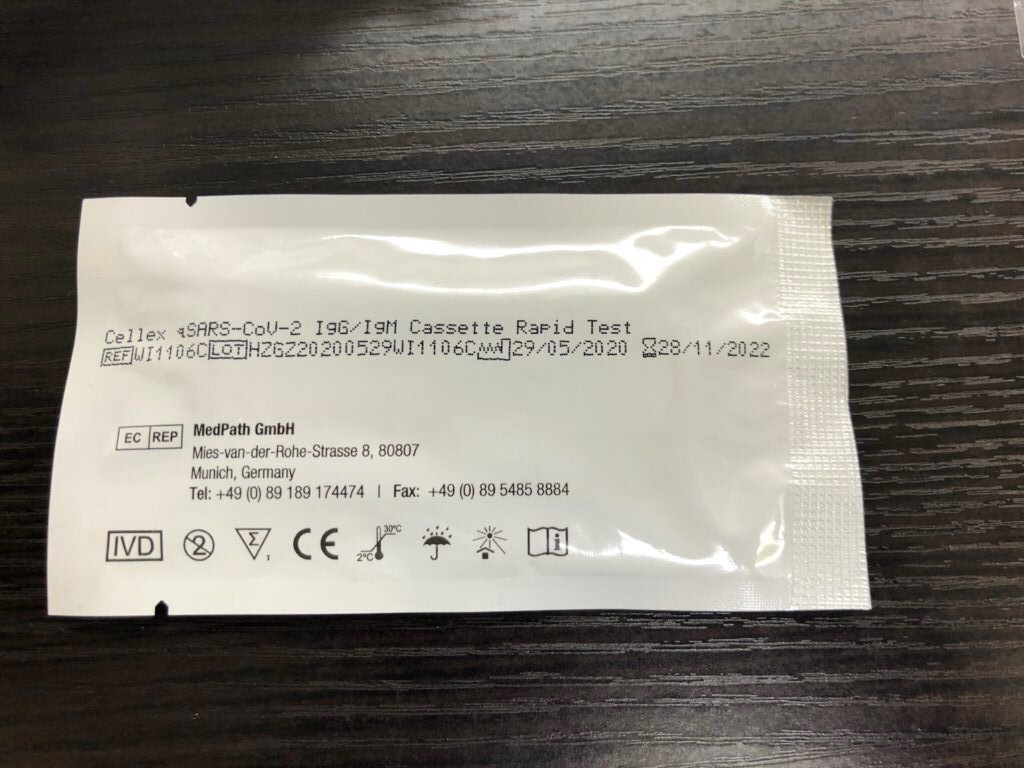 Cellex qSARS-CoV-2 IgG/IgM Cassette Rapid Test
REF WI1106C LOT HZGZ20200529WI1106C 29/05/2020 28/11/2022
EC REP MedPath GmbH
Mies-van-der-Rohe-Strasse 8, 80807
Munich, Germany
Tel: +49 (0) 89 189 174474 | Fax: +49 (0) 89 5485 8884
IVD 2 Σ 1 CE 2°C 30°C i